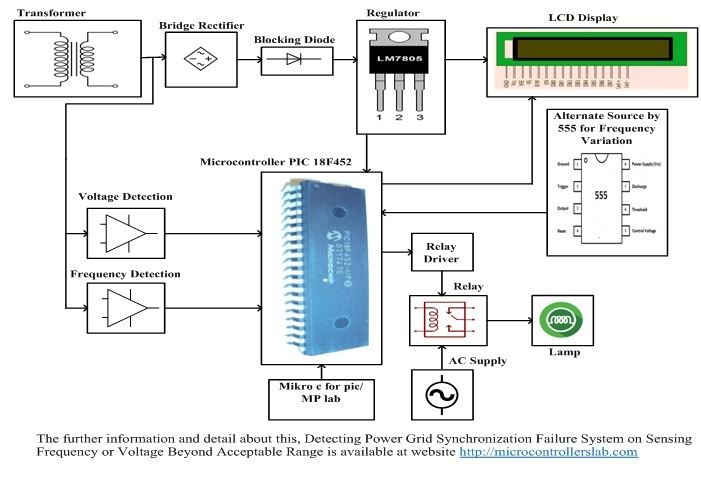 Transformer
Bridge Rectifier
Blocking Diode
Regulator
LCD Display
LM7805
1 2 3
Alternate Source by
555 for Frequency
Variation
Ground
Trigger
Output
Reset
555
Power Supply (Vcc)
Discharge
Threshold
Control Voltage
Microcontroller PIC 18F452
PIC18F452-I/P
MICROCHIP
Voltage Detection
Frequency Detection
Relay
Driver
Relay
Lamp
AC Supply
Mikro c for pic/
MP lab
The further information and detail about this, Detecting Power Grid Synchronization Failure System on Sensing
Frequency or Voltage Beyond Acceptable Range is available at website http://microcontrollerslab.com